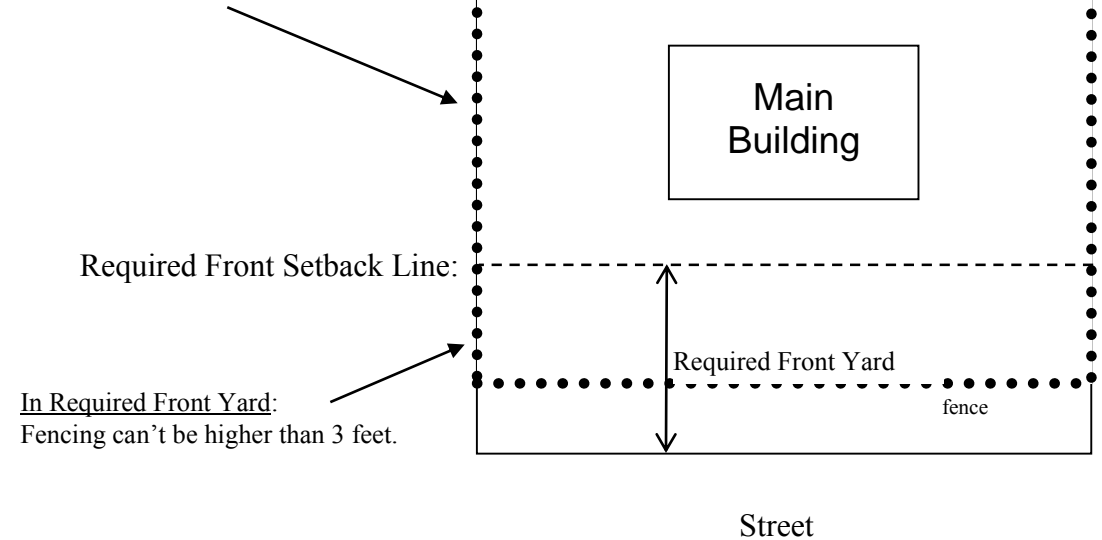 Main
Building
Required Front Setback Line:
Required Front Yard
In Required Front Yard:
fence
Fencing can’t be higher than 3 feet.
Street